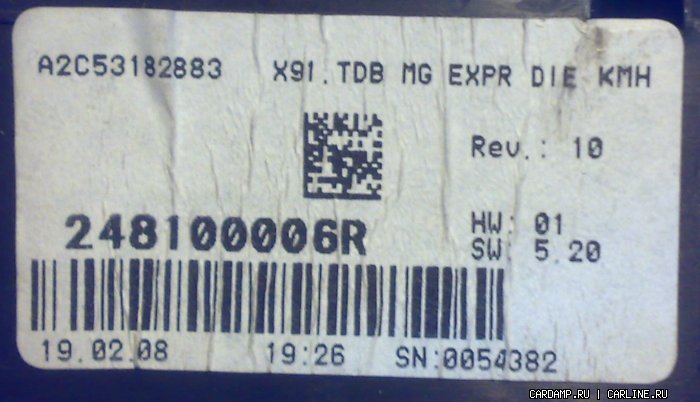 A2C53182883 X91.TDB MG EXPR DIE KMH
Rev.: 10
248100006R
HW: 01
SW: 5.20
19.02.08 19:26 SN:0054382
CARDAMP.RU | CARLINE.RU